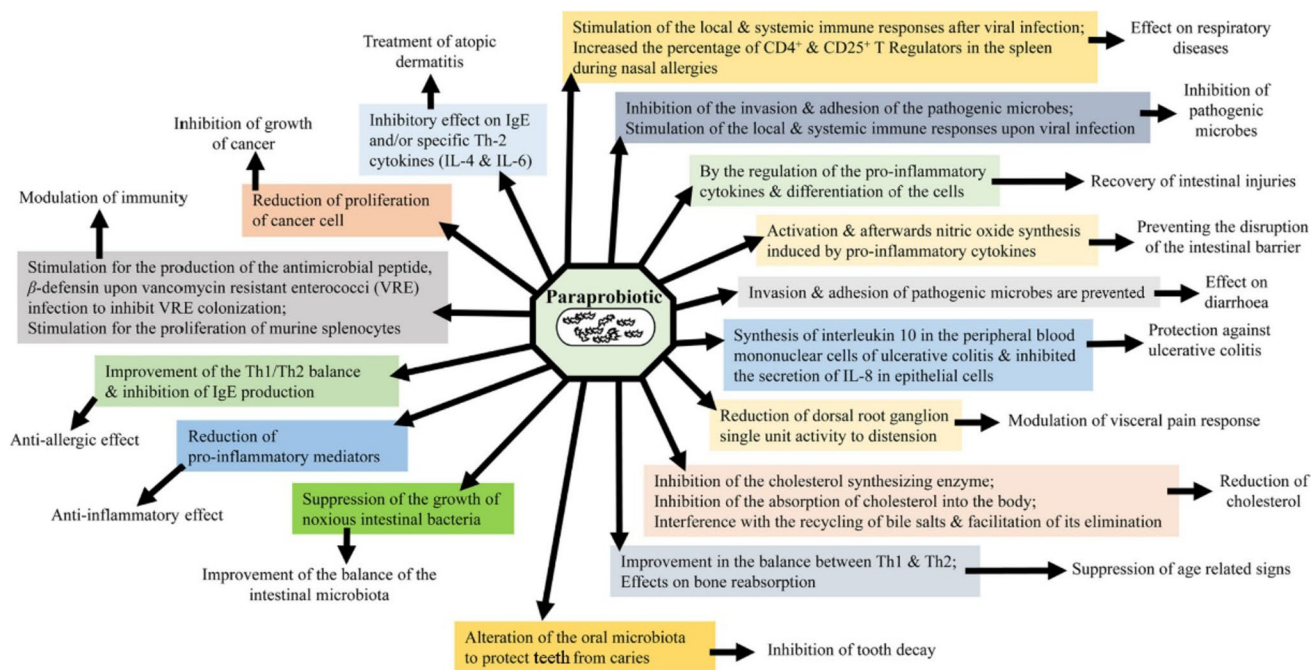 Stimulation of the local & systemic immune responses after viral infection;
Increased the percentage of CD4⁺ & CD25⁺ T Regulators in the spleen
during nasal allergies
Effect on respiratory
diseases
Treatment of atopic
dermatitis
Inhibitory effect on IgE
and/or specific Th-2
cytokines (IL-4 & IL-6)
Inhibition of the invasion & adhesion of the pathogenic microbes;
Stimulation of the local & systemic immune responses upon viral infection
Inhibition of
pathogenic
microbes
Inhibition of growth
of cancer
Reduction of proliferation
of cancer cell
By the regulation of the pro-inflammatory
cytokines & differentiation of the cells
Recovery of intestinal injuries
Modulation of immunity
Stimulation for the production of the antimicrobial peptide,
β-defensin upon vancomycin resistant enterococci (VRE)
infection to inhibit VRE colonization;
Stimulation for the proliferation of murine splenocytes
Activation & afterwards nitric oxide synthesis
induced by pro-inflammatory cytokines
Preventing the disruption
of the intestinal barrier
Paraprobiotic
Invasion & adhesion of pathogenic microbes are prevented
Effect on
diarrhoea
Synthesis of interleukin 10 in the peripheral blood
mononuclear cells of ulcerative colitis & inhibited
the secretion of IL-8 in epithelial cells
Protection against
ulcerative colitis
Improvement of the Th1/Th2 balance
& inhibition of IgE production
Anti-allergic effect
Reduction of dorsal root ganglion
single unit activity to distension
Modulation of visceral pain response
Reduction of
pro-inflammatory mediators
Anti-inflammatory effect
Inhibition of the cholesterol synthesizing enzyme;
Inhibition of the absorption of cholesterol into the body;
Interference with the recycling of bile salts & facilitation of its elimination
Reduction of
cholesterol
Suppression of the growth of
noxious intestinal bacteria
Improvement of the balance of the
intestinal microbiota
Improvement in the balance between Th1 & Th2;
Effects on bone reabsorption
Suppression of age related signs
Alteration of the oral microbiota
to protect teeth from caries
Inhibition of tooth decay